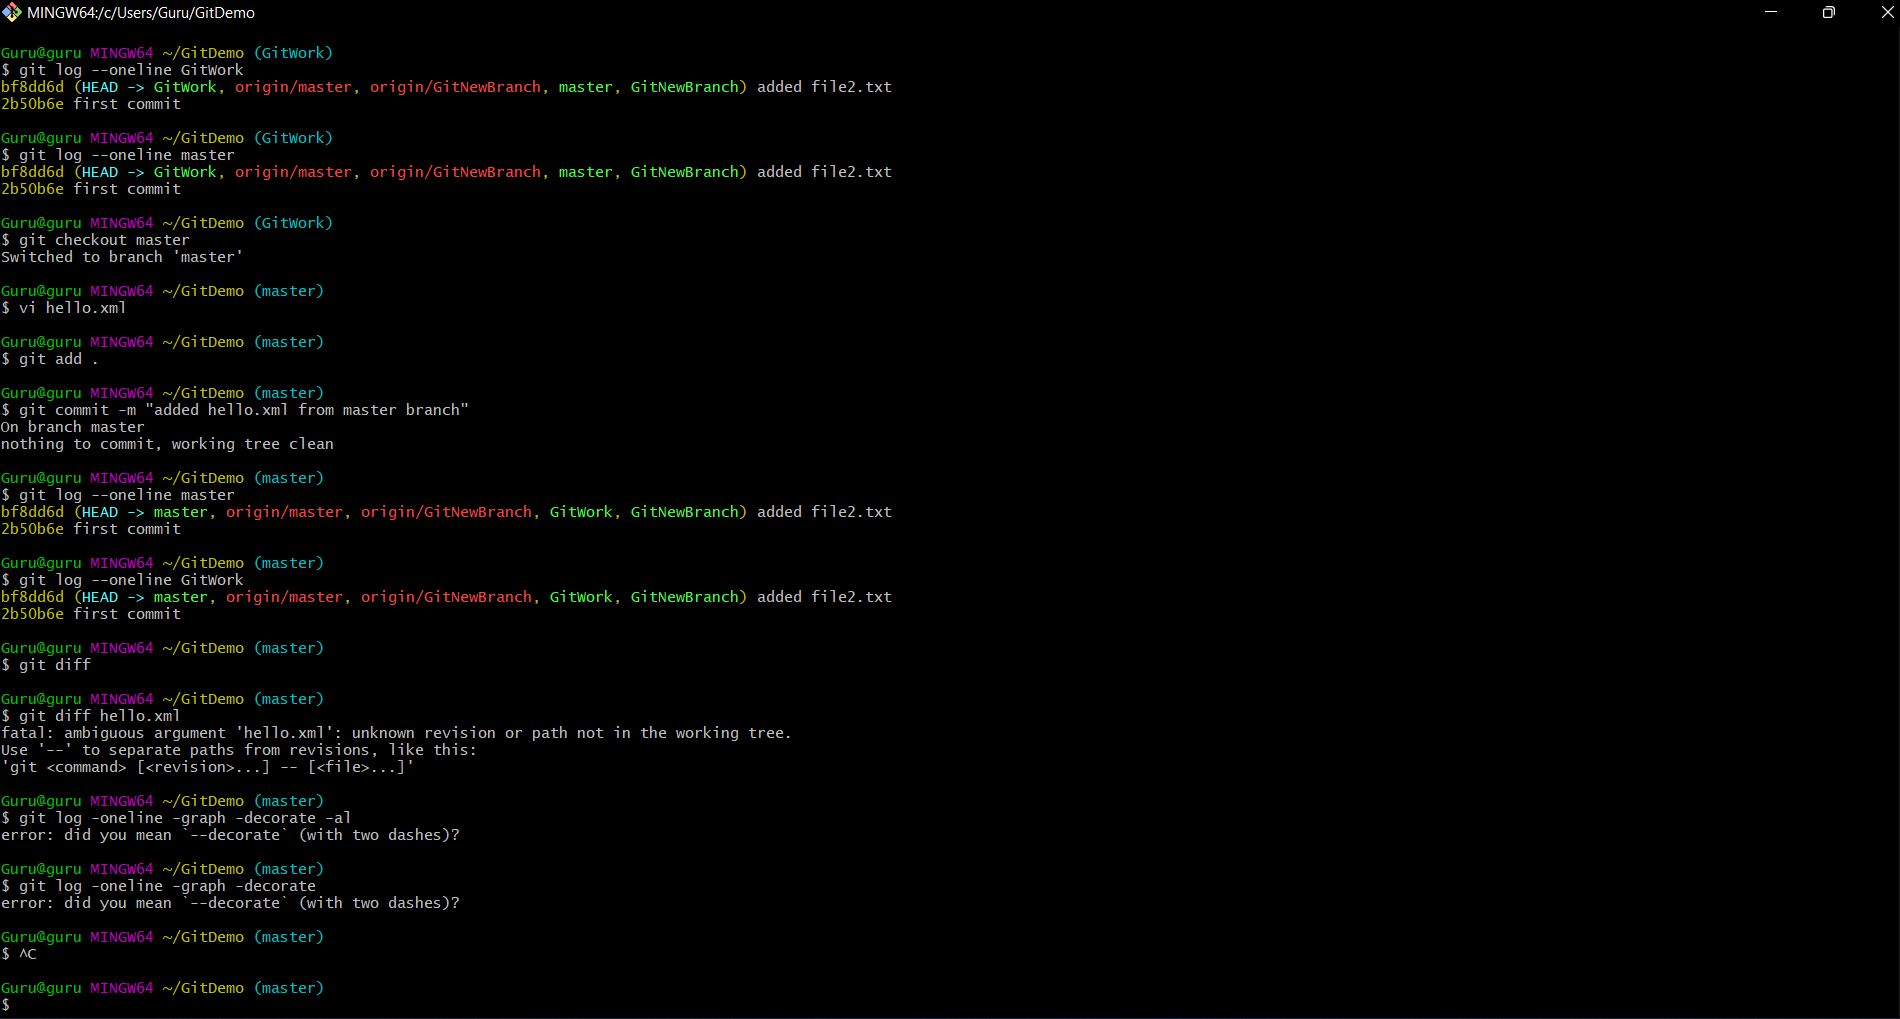 MINGW64:/c/Users/Guru/GitDemo
Guru@guru MINGW64 ~/GitDemo (GitWork)
$ git log --oneline GitWork
bf8dd6d (HEAD -> GitWork, origin/master, origin/GitNewBranch, master, GitNewBranch) added file2.txt
2b50b6e first commit
Guru@guru MINGW64 ~/GitDemo (GitWork)
$ git log --oneline master
bf8dd6d (HEAD -> GitWork, origin/master, origin/GitNewBranch, master, GitNewBranch) added file2.txt
2b50b6e first commit
Guru@guru MINGW64 ~/GitDemo (GitWork)
$ git checkout master
Switched to branch 'master'
Guru@guru MINGW64 ~/GitDemo (master)
$ vi hello.xml
Guru@guru MINGW64 ~/GitDemo (master)
$ git add .
Guru@guru MINGW64 ~/GitDemo (master)
$ git commit -m "added hello.xml from master branch"
On branch master
nothing to commit, working tree clean
Guru@guru MINGW64 ~/GitDemo (master)
$ git log --oneline master
bf8dd6d (HEAD -> master, origin/master, origin/GitNewBranch, GitWork, GitNewBranch) added file2.txt
2b50b6e first commit
Guru@guru MINGW64 ~/GitDemo (master)
$ git log --oneline GitWork
bf8dd6d (HEAD -> master, origin/master, origin/GitNewBranch, GitWork, GitNewBranch) added file2.txt
2b50b6e first commit
Guru@guru MINGW64 ~/GitDemo (master)
$ git diff
Guru@guru MINGW64 ~/GitDemo (master)
$ git diff hello.xml
fatal: ambiguous argument 'hello.xml': unknown revision or path not in the working tree.
Use '--' to separate paths from revisions, like this:
'git <command> [<revision>...] -- [<file>...]'
Guru@guru MINGW64 ~/GitDemo (master)
$ git log -oneline -graph -decorate -al
error: did you mean `--decorate` (with two dashes)?
Guru@guru MINGW64 ~/GitDemo (master)
$ git log -oneline -graph -decorate
error: did you mean `--decorate` (with two dashes)?
Guru@guru MINGW64 ~/GitDemo (master)
$ ^C
Guru@guru MINGW64 ~/GitDemo (master)
$